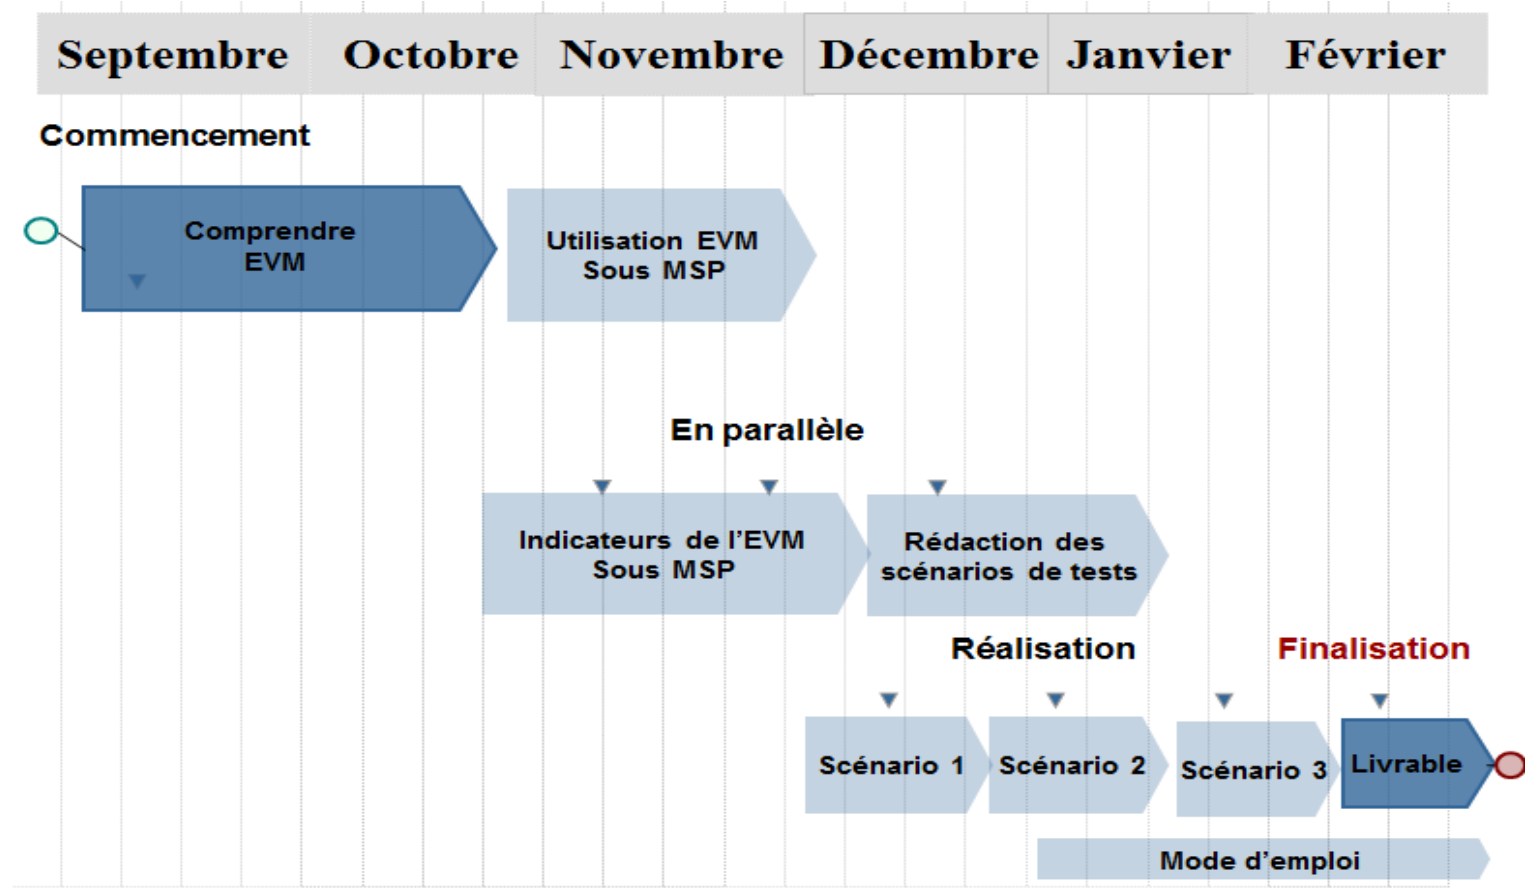 Septembre Octobre Novembre Décembre Janvier Février
Commencement
Comprendre
EVM
Utilisation EVM
Sous MSP
En parallèle
Indicateurs de l'EVM
Sous MSP
Rédaction des
scénarios de tests
Réalisation
Finalisation
Scénario 1
Scénario 2
Scénario 3
Livrable
Mode d'emploi